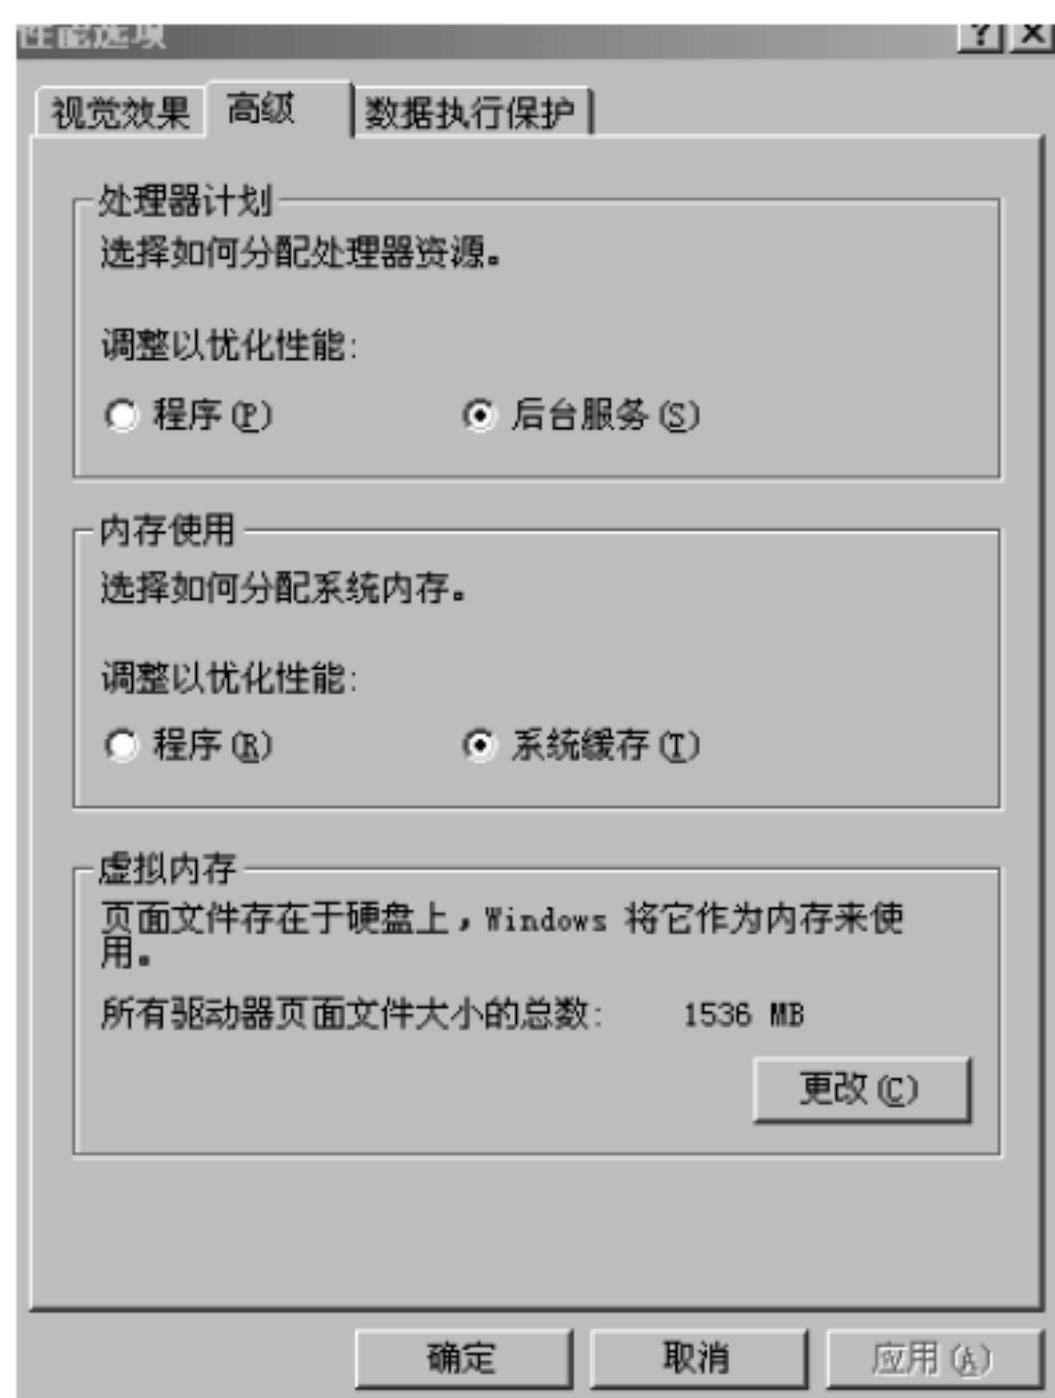 性能选项
视觉效果 高级 数据执行保护
处理器计划
选择如何分配处理器资源。
调整以优化性能:
程序(P) 后台服务(S)
内存使用
选择如何分配系统内存。
调整以优化性能:
程序(R) 系统缓存(T)
虚拟内存
页面文件存在于硬盘上，Windows 将它作为内存来使
用。
所有驱动器页面文件大小的总数: 1536 MB
更改(C)
确定 取消 应用(A)